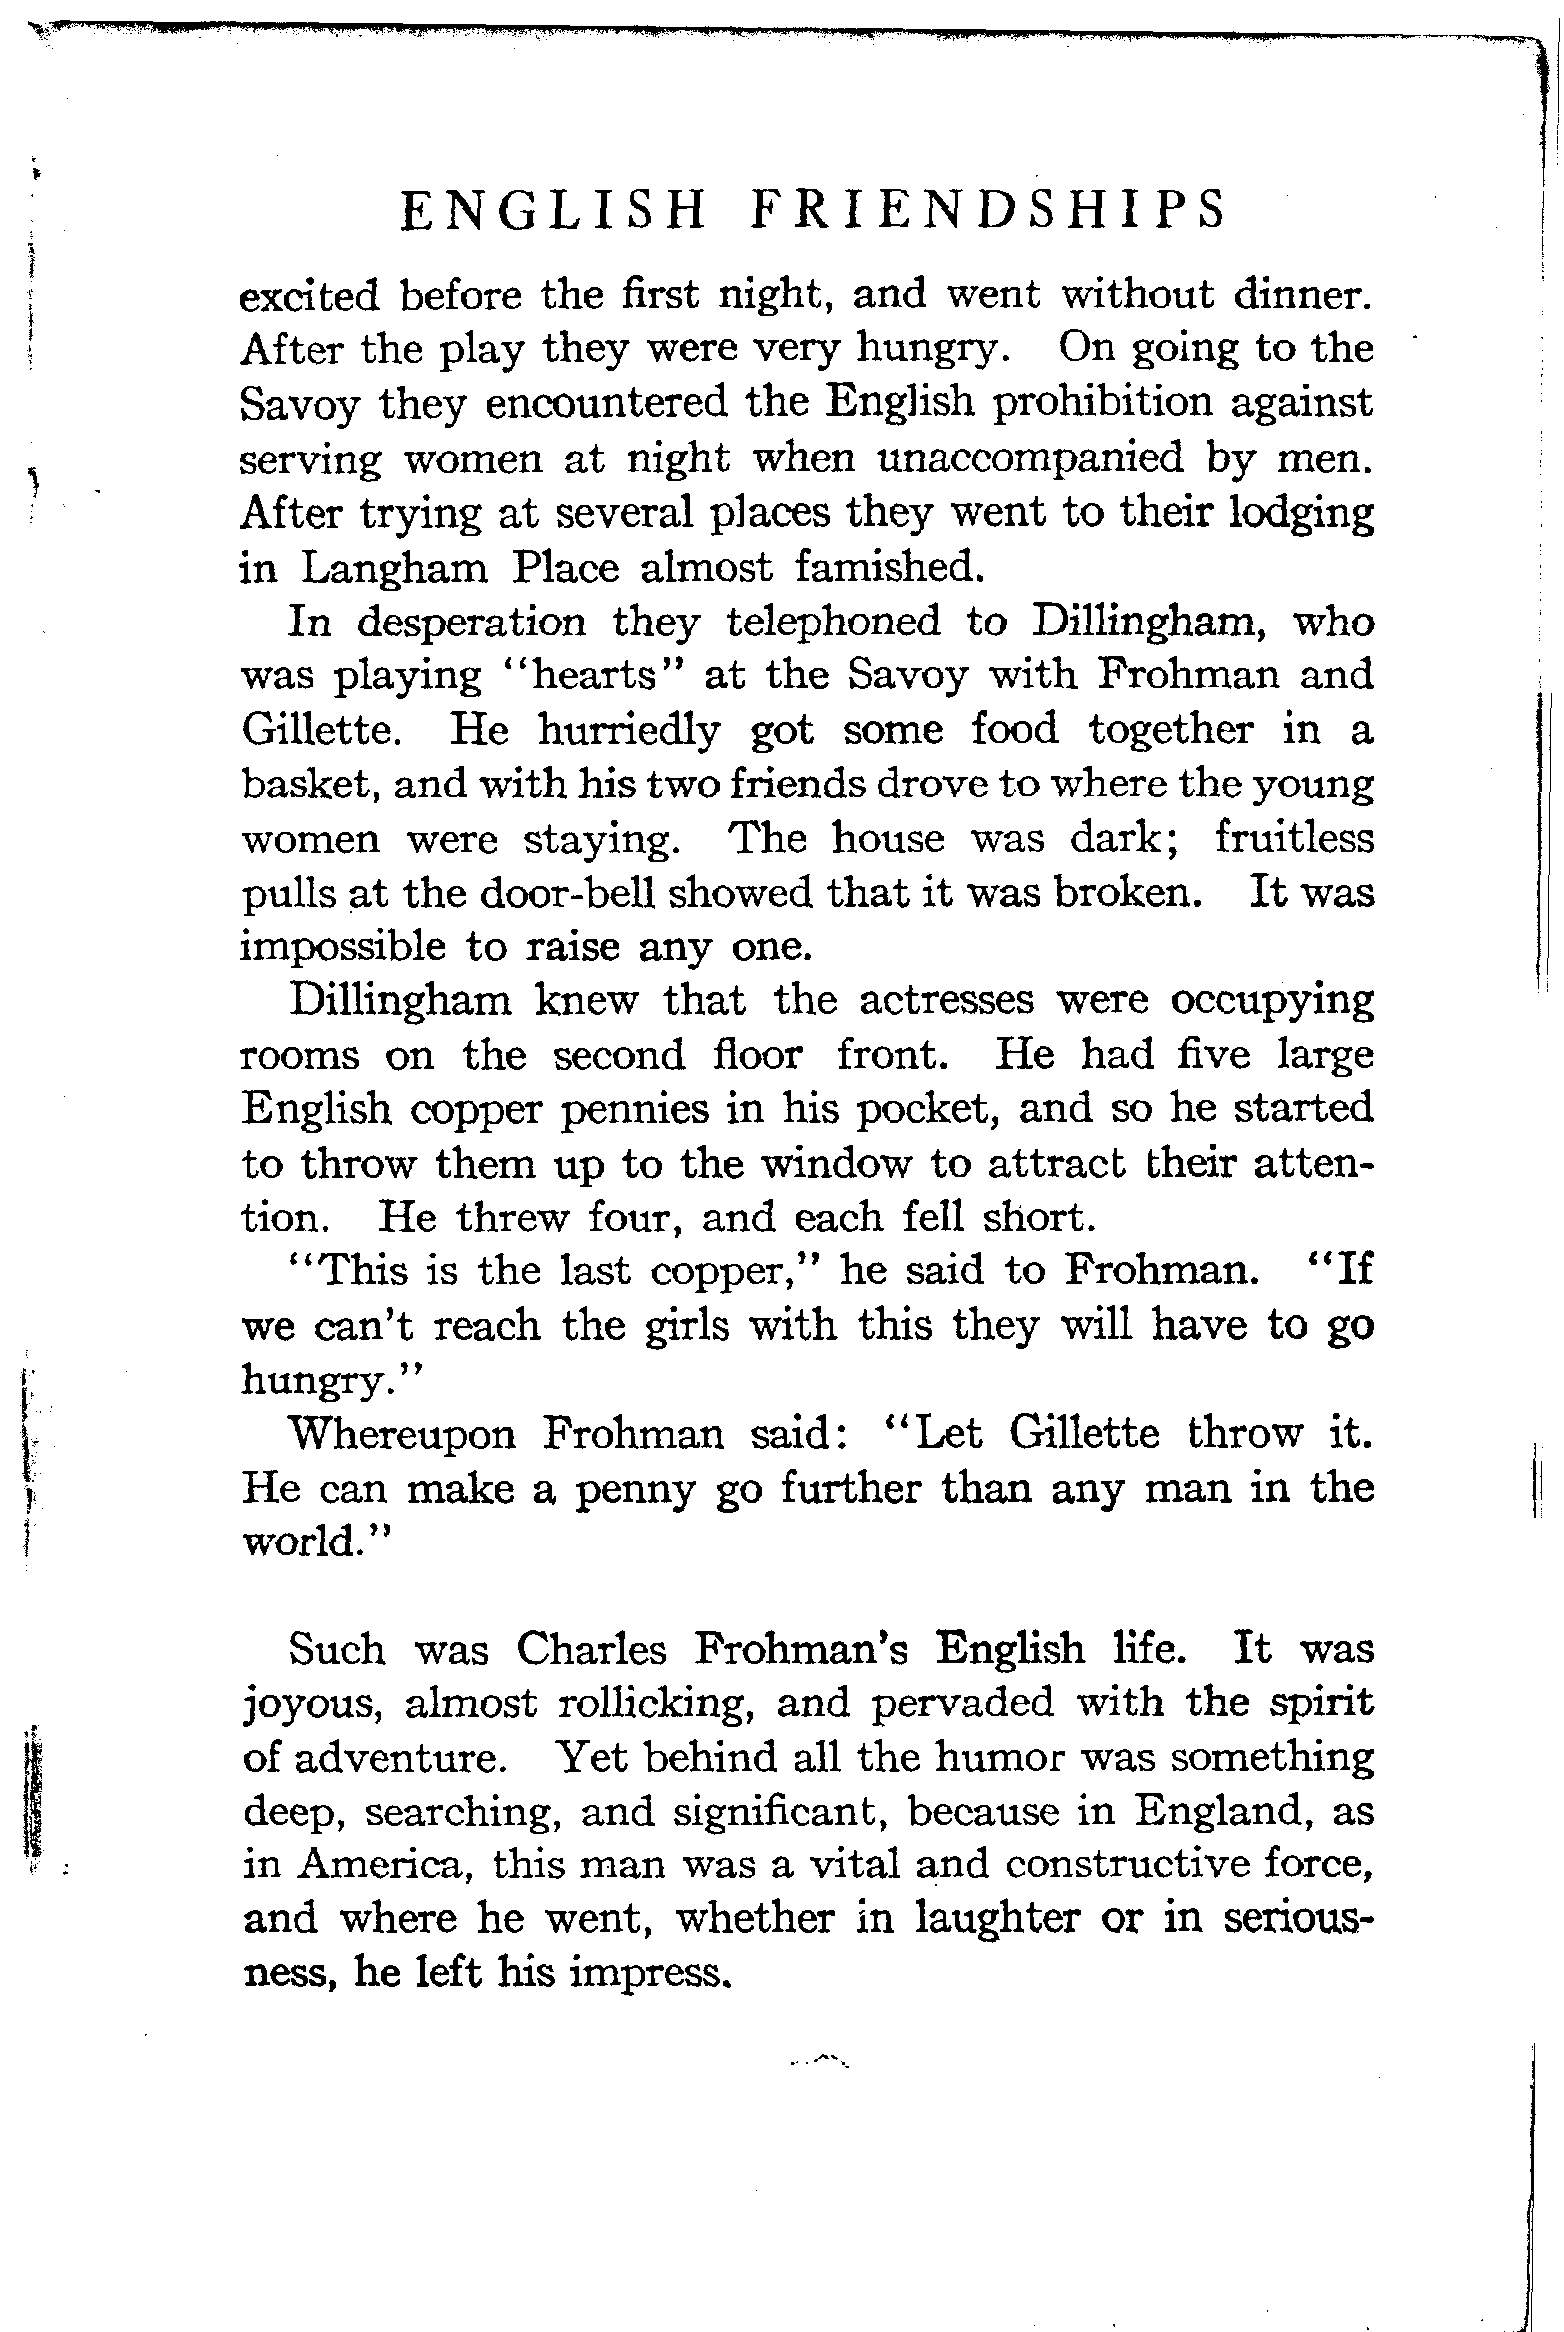 ENGLISH FRIENDSHIPS
excited before the first night, and went without dinner.
After the play they were very hungry. On going to the
Savoy they encountered the English prohibition against
serving women at night when unaccompanied by men.
After trying at several places they went to their lodging
in Langham Place almost famished.
In desperation they telephoned to Dillingham, who
was playing "hearts" at the Savoy with Frohman and
Gillette. He hurriedly got some food together in a
basket, and with his two friends drove to where the young
women were staying. The house was dark; fruitless
pulls at the door-bell showed that it was broken. It was
impossible to raise any one.
Dillingham knew that the actresses were occupying
rooms on the second floor front. He had five large
English copper pennies in his pocket, and so he started
to throw them up to the window to attract their atten-
tion. He threw four, and each fell short.
"This is the last copper," he said to Frohman. "If
we can't reach the girls with this they will have to go
hungry."
Whereupon Frohman said: "Let Gillette throw it.
He can make a penny go further than any man in the
world."
Such was Charles Frohman's English life. It was
joyous, almost rollicking, and pervaded with the spirit
of adventure. Yet behind all the humor was something
deep, searching, and significant, because in England, as
in America, this man was a vital and constructive force,
and where he went, whether in laughter or in serious-
ness, he left his impress.